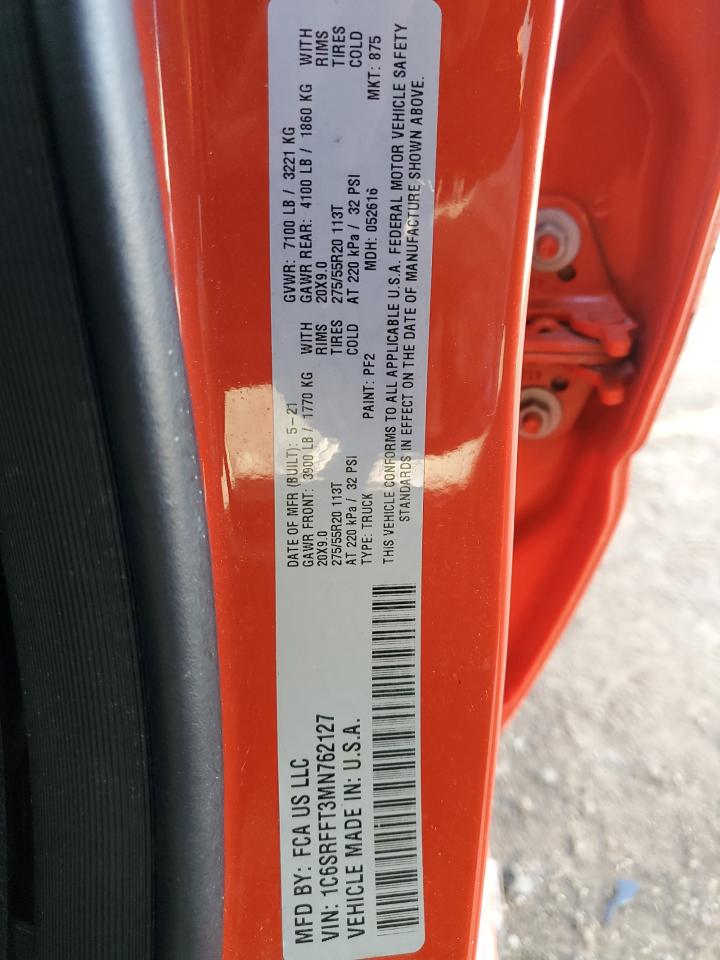 MFD BY: FCA US LLC
VIN: 1C6SRFFT3MN762127
VEHICLE MADE IN: U.S.A.
DATE OF MFR (BUILT): 5-21 GVWR: 7100 LB / 3221 KG
GAWR FRONT: 3900 LB / 1770 KG WITH GAWR REAR: 4100 LB / 1860 KG WITH
20X9.0 RIMS 20X9.0 RIMS
275/55R20 113T TIRES 275/55R20 113T TIRES
AT 220 kPa / 32 PSI COLD AT 220 kPa / 32 PSI COLD
TYPE: TRUCK PAINT: PF2 MDH: 052616 MKT: 875
THIS VEHICLE CONFORMS TO ALL APPLICABLE U.S.A. FEDERAL MOTOR VEHICLE SAFETY
STANDARDS IN EFFECT ON THE DATE OF MANUFACTURE SHOWN ABOVE.